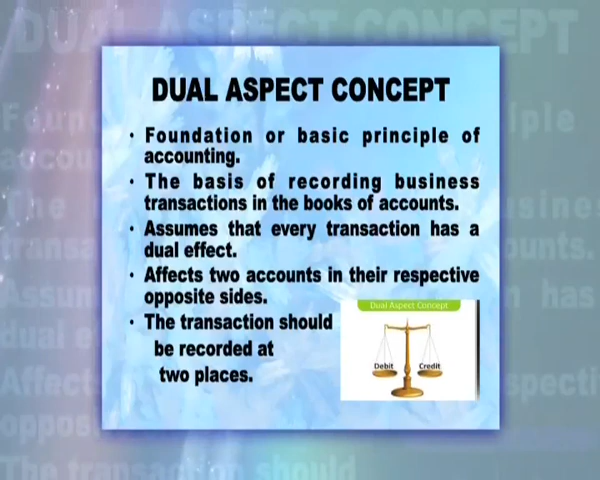 DUAL ASPECT CONCEPT
• Foundation or basic principle of
accounting.
• The basis of recording business
transactions in the books of accounts.
• Assumes that every transaction has a
dual effect.
• Affects two accounts in their respective
opposite sides.
• The transaction should
be recorded at
two places.
Dual Aspect Concept
Debit Credit